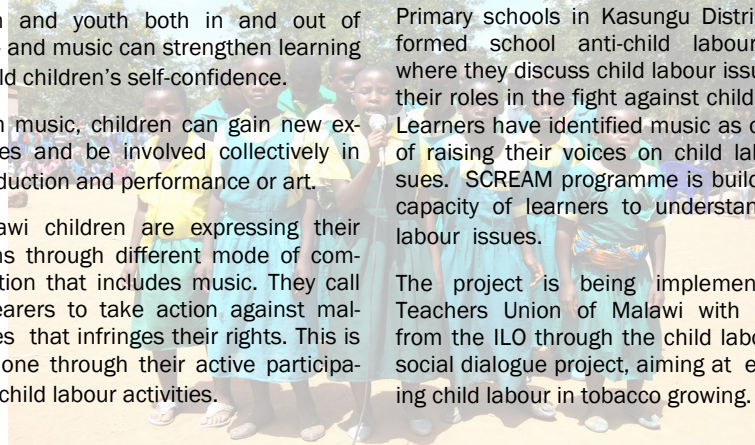 n and youth both in and out of
and music can strengthen learning
ld children's self-confidence.
n music, children can gain new ex-
es and be involved collectively in
duction and performance or art.
awi children are expressing their
ns through different mode of com-
tion that includes music. They call
earers to take action against mal-
es that infringes their rights. This is
one through their active participa-
child labour activities.
Primary schools in Kasungu Distri
formed school anti-child labour
where they discuss child labour issu
their roles in the fight against child
Learners have identified music as o
of raising their voices on child lab
sues. SCREAM programme is build
capacity of learners to understan
labour issues.
The project is being implemen
Teachers Union of Malawi with
from the ILO through the child labo
social dialogue project, aiming at e
ing child labour in tobacco growing.